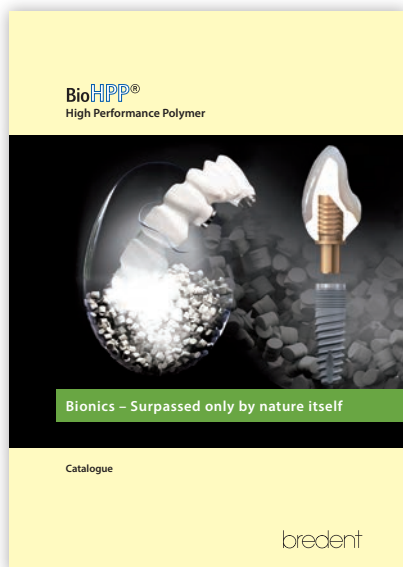 BioHPP®
High Performance Polymer
Bionics – Surpassed only by nature itself
Catalogue
bredent